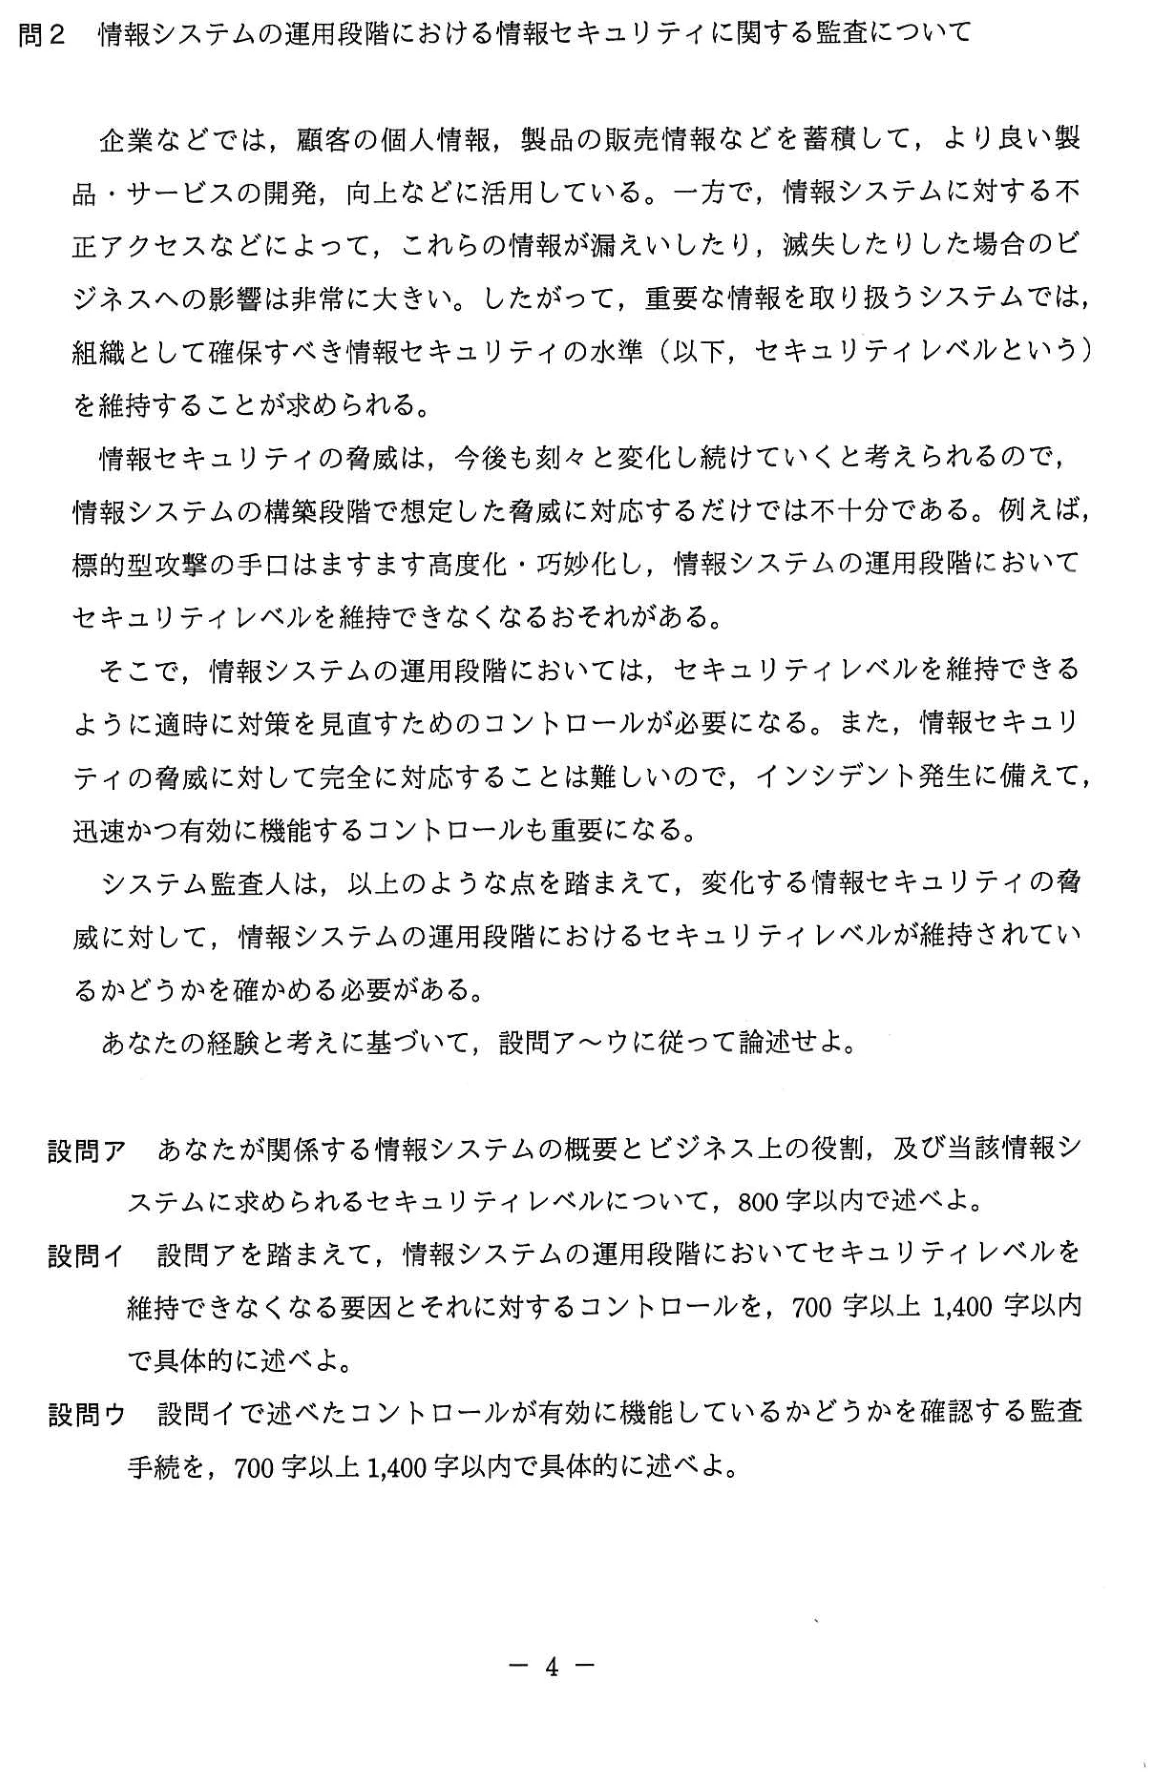 問2　情報システムの運用段階における情報セキュリティに関する監査について
企業などでは，顧客の個人情報，製品の販売情報などを蓄積して，より良い製
品・サービスの開発，向上などに活用している。一方で，情報システムに対する不
正アクセスなどによって，これらの情報が漏えいしたり，滅失したりした場合のビ
ジネスへの影響は非常に大きい。したがって，重要な情報を取り扱うシステムでは，
組織として確保すべき情報セキュリティの水準（以下，セキュリティレベルという）
を維持することが求められる。
情報セキュリティの脅威は，今後も刻々と変化し続けていくと考えられるので，
情報システムの構築段階で想定した脅威に対応するだけでは不十分である。例えば，
標的型攻撃の手口はますます高度化・巧妙化し，情報システムの運用段階において
セキュリティレベルを維持できなくなるおそれがある。
そこで，情報システムの運用段階においては，セキュリティレベルを維持できる
ように適時に対策を見直すためのコントロールが必要になる。また，情報セキュリ
ティの脅威に対して完全に対応することは難しいので，インシデント発生に備えて，
迅速かつ有効に機能するコントロールも重要になる。
システム監査人は，以上のような点を踏まえて，変化する情報セキュリティの脅
威に対して，情報システムの運用段階におけるセキュリティレベルが維持されてい
るかどうかを確かめる必要がある。
あなたの経験と考えに基づいて，設問ア～ウに従って論述せよ。
設問ア　あなたが関係する情報システムの概要とビジネス上の役割，及び当該情報シ
ステムに求められるセキュリティレベルについて，800字以内で述べよ。
設問イ　設問アを踏まえて，情報システムの運用段階においてセキュリティレベルを
維持できなくなる要因とそれに対するコントロールを，700字以上1,400字以内
で具体的に述べよ。
設問ウ　設問イで述べたコントロールが有効に機能しているかどうかを確認する監査
手続を，700字以上1,400字以内で具体的に述べよ。
－ 4 －